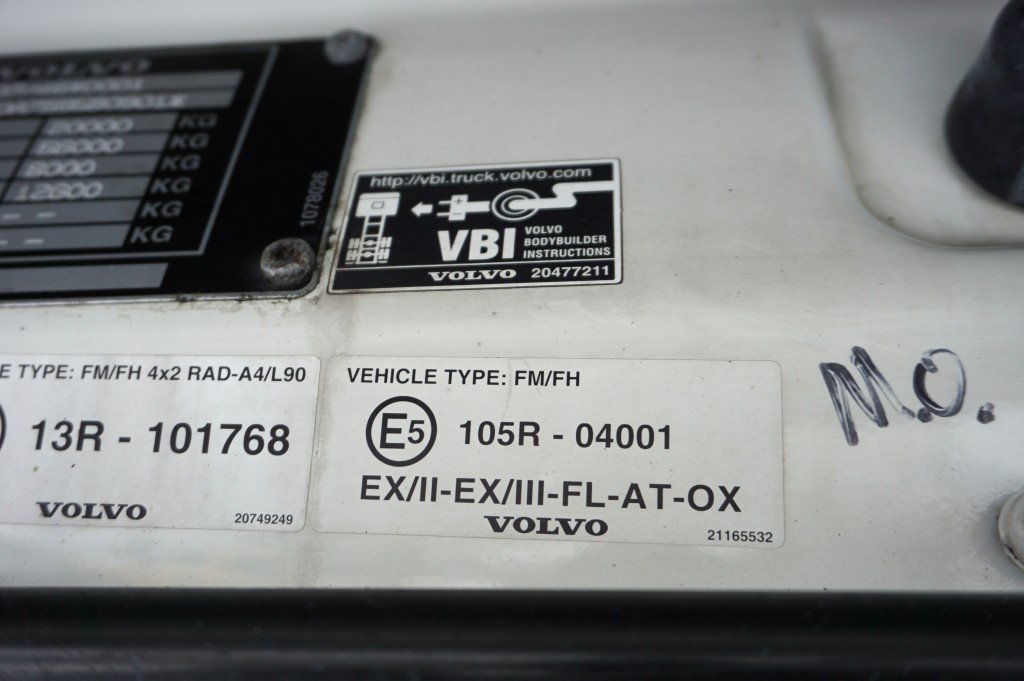 VOLVO
20000 KG
KG
8000 KG
12600 KG
- - KG
- - KG
1078026
http://vbi.truck.volvo.com
VBI
VOLVO
BODYBUILDER
INSTRUCTIONS
VOLVO 20477211
E TYPE: FM/FH 4x2 RAD-A4/L90
13R - 101768
VOLVO
20749249
VEHICLE TYPE: FM/FH
E5 105R - 04001
EX/II-EX/III-FL-AT-OX
VOLVO
21165532
M.O.